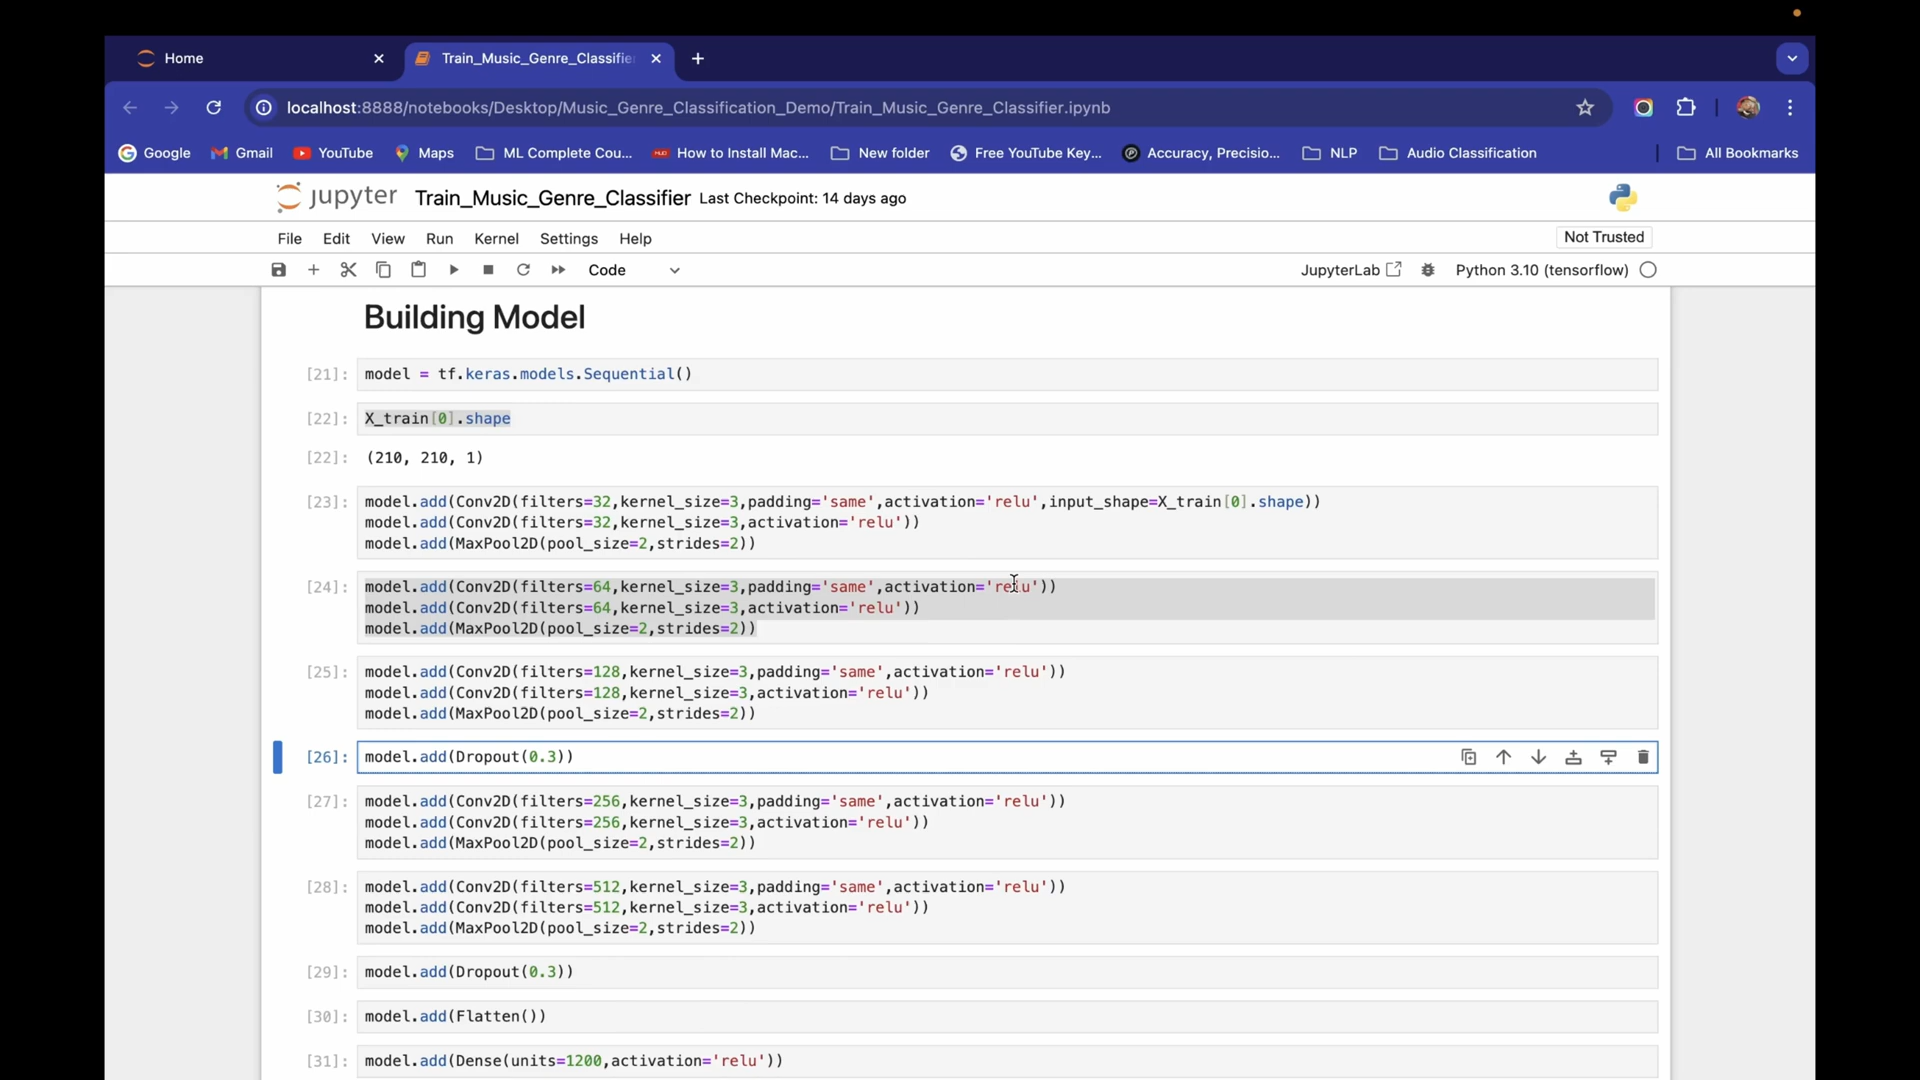 Home
Train_Music_Genre_Classifie
localhost:8888/notebooks/Desktop/Music_Genre_Classification_Demo/Train_Music_Genre_Classifier.ipynb
Google Gmail YouTube Maps ML Complete Cou... How to Install Mac... New folder Free YouTube Key... Accuracy, Precisio... NLP Audio Classification All Bookmarks
jupyter Train_Music_Genre_Classifier Last Checkpoint: 14 days ago
File Edit View Run Kernel Settings Help Not Trusted
Code JupyterLab Python 3.10 (tensorflow)
Building Model
[21]: model = tf.keras.models.Sequential()
[22]: X_train[0].shape
[22]: (210, 210, 1)
[23]: model.add(Conv2D(filters=32,kernel_size=3,padding='same',activation='relu',input_shape=X_train[0].shape))
model.add(Conv2D(filters=32,kernel_size=3,activation='relu'))
model.add(MaxPool2D(pool_size=2,strides=2))
[24]: model.add(Conv2D(filters=64,kernel_size=3,padding='same',activation='relu'))
model.add(Conv2D(filters=64,kernel_size=3,activation='relu'))
model.add(MaxPool2D(pool_size=2,strides=2))
[25]: model.add(Conv2D(filters=128,kernel_size=3,padding='same',activation='relu'))
model.add(Conv2D(filters=128,kernel_size=3,activation='relu'))
model.add(MaxPool2D(pool_size=2,strides=2))
[26]: model.add(Dropout(0.3))
[27]: model.add(Conv2D(filters=256,kernel_size=3,padding='same',activation='relu'))
model.add(Conv2D(filters=256,kernel_size=3,activation='relu'))
model.add(MaxPool2D(pool_size=2,strides=2))
[28]: model.add(Conv2D(filters=512,kernel_size=3,padding='same',activation='relu'))
model.add(Conv2D(filters=512,kernel_size=3,activation='relu'))
model.add(MaxPool2D(pool_size=2,strides=2))
[29]: model.add(Dropout(0.3))
[30]: model.add(Flatten())
[31]: model.add(Dense(units=1200,activation='relu'))